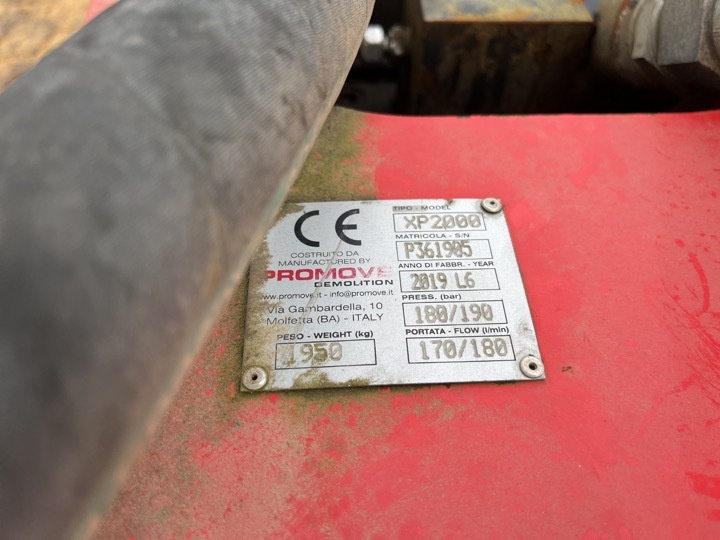 CE
COSTRUITO DA
MANUFACTURED BY
PROMOVE
DEMOLITION
www.promove.it - info@promove.it
Via Gambardella, 10
Molfetta (BA) - ITALY
PESO - WEIGHT (kg)
1950
TIPO - MODEL
XP2000
MATRICOLA - S/N
P361905
ANNO DI FABBR. - YEAR
2019 L6
PRESS. (bar)
180/190
PORTATA - FLOW (l/min)
170/180